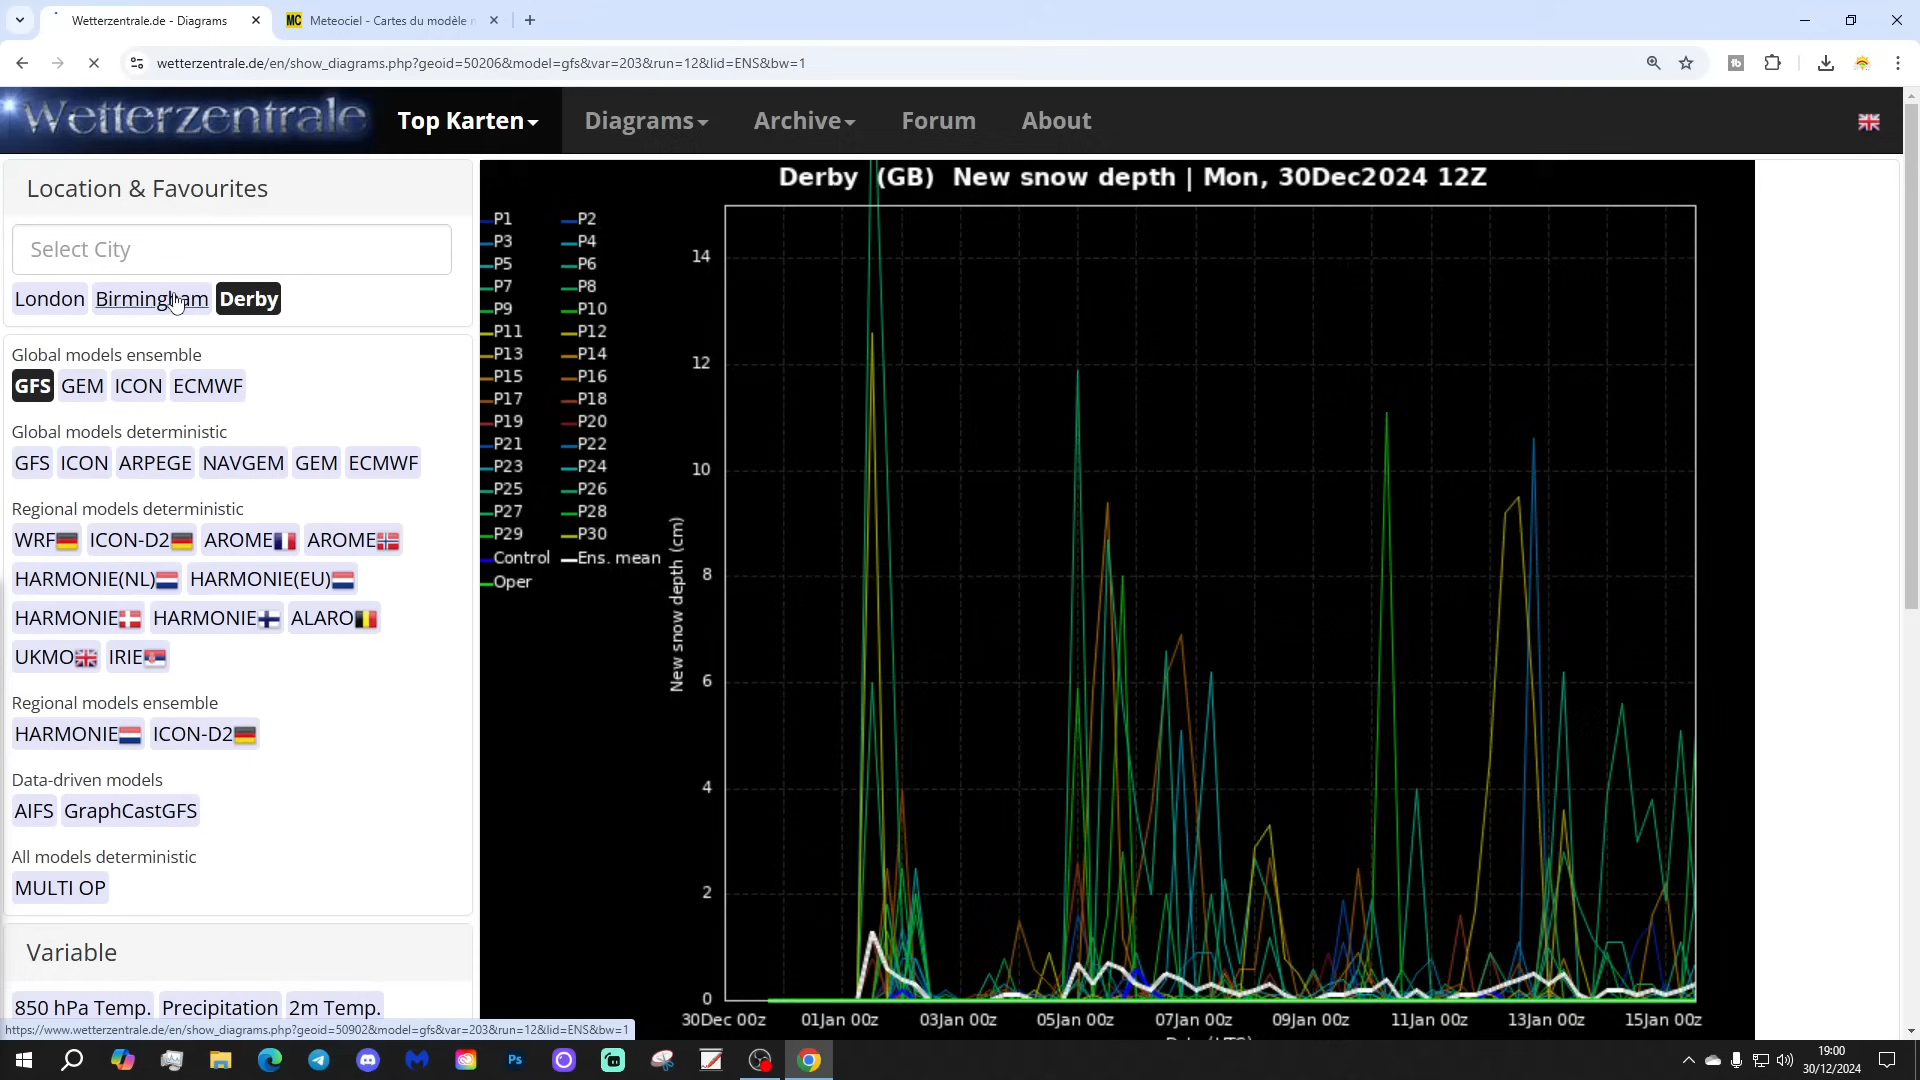 Wetterzentrale.de - Diagrams
MC Meteociel - Cartes du modèle n
wetterzentrale.de/en/show_diagrams.php?geoid=50206&model=gfs&var=203&run=12&lid=ENS&bw=1
Wetterzentrale Top Karten Diagrams Archive Forum About
Location & Favourites
Select City
London Birmingham Derby
Global models ensemble
GFS GEM ICON ECMWF
Global models deterministic
GFS ICON ARPEGE NAVGEM GEM ECMWF
Regional models deterministic
WRF ICON-D2 AROME AROME
HARMONIE(NL) HARMONIE(EU)
HARMONIE HARMONIE ALARO
UKMO IRIE
Regional models ensemble
HARMONIE ICON-D2
Data-driven models
AIFS GraphCastGFS
All models deterministic
MULTI OP
Variable
850 hPa Temp. Precipitation 2m Temp.
https://www.wetterzentrale.de/en/show_diagrams.php?geoid=50902&model=gfs&var=203&run=12&lid=ENS&bw=1
Derby (GB) New snow depth | Mon, 30Dec2024 12Z
P1 P2
P3 P4
P5 P6
P7 P8
P9 P10
P11 P12
P13 P14
P15 P16
P17 P18
P19 P20
P21 P22
P23 P24
P25 P26
P27 P28
P29 P30
Control Ens. mean
Oper
New snow depth (cm)
14
12
10
8
6
4
2
0
30Dec 00z 01Jan 00z 03Jan 00z 05Jan 00z 07Jan 00z 09Jan 00z 11Jan 00z 13Jan 00z 15Jan 00z
Ps
19:00
30/12/2024